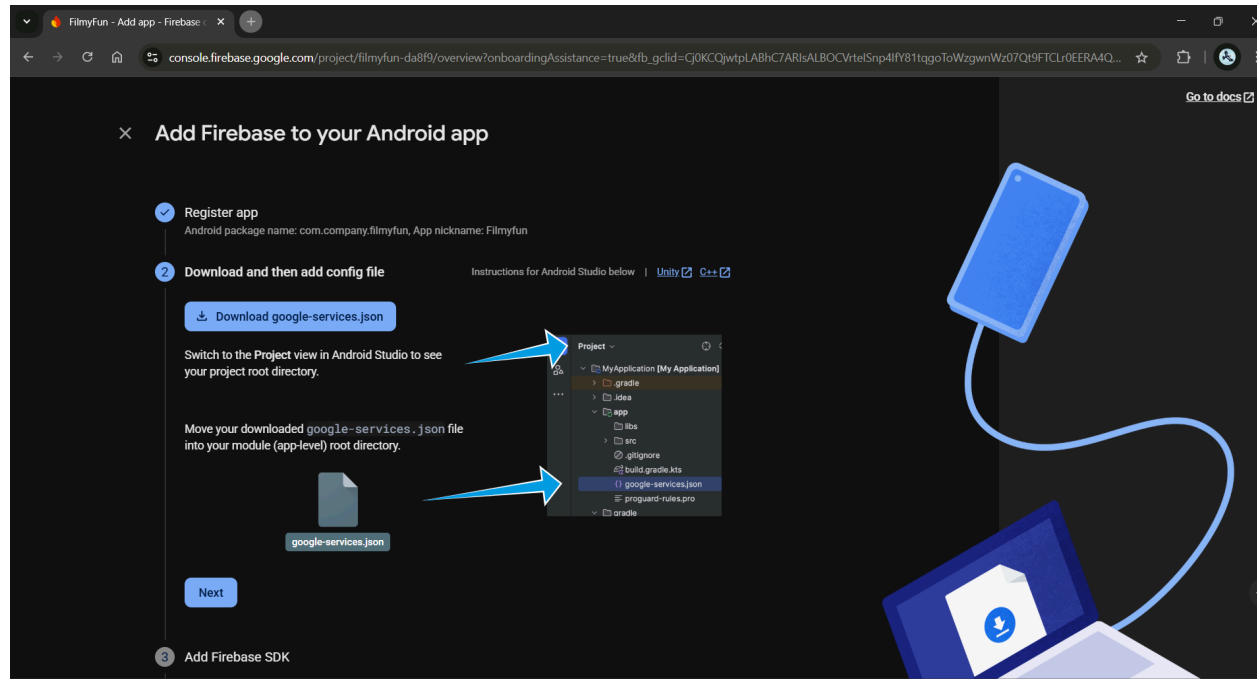 FilmyFun - Add app - Firebase c
console.firebase.google.com/project/filmyfun-da8f9/overview?onboardingAssistance=true&fb_gclid=Cj0KCQjwtpLABhC7ARIsALBOCVrtelSnp4IfY81tqgoToWzgwnWz07Qt9FTCLr0EERA4Q...
Go to docs
Add Firebase to your Android app
Register app
Android package name: com.company.filmyfun, App nickname: Filmyfun
2 Download and then add config file
Instructions for Android Studio below | Unity C++
Download google-services.json
Switch to the Project view in Android Studio to see
your project root directory.
Move your downloaded google-services.json file
into your module (app-level) root directory.
google-services.json
Project
MyApplication [My Application]
.gradle
.idea
app
libs
src
.gitignore
build.gradle.kts
google-services.json
proguard-rules.pro
gradle
Next
3 Add Firebase SDK